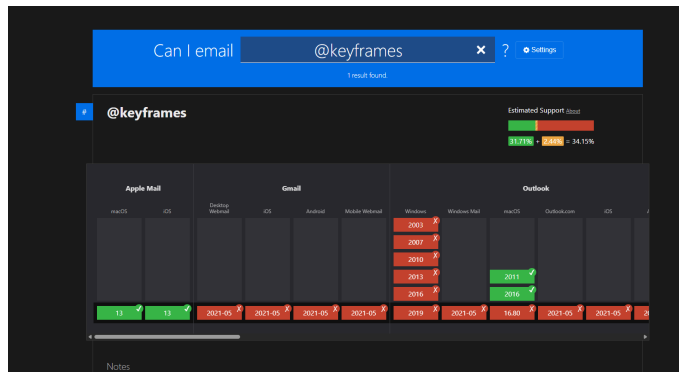 Can I email @keyframes × ? Settings
1 result found.
# @keyframes
Estimated Support About
31.71% + 2.44% = 34.15%
Apple Mail Gmail Outlook
macOS iOS Desktop Webmail iOS Android Mobile Webmail Windows Windows Mail macOS Outlook.com iOS
2003
2007
2010
2013 2011
2016 2016
13 13 2021-05 2021-05 2021-05 2021-05 2019 2021-05 16.80 2021-05 2021-05
Notes